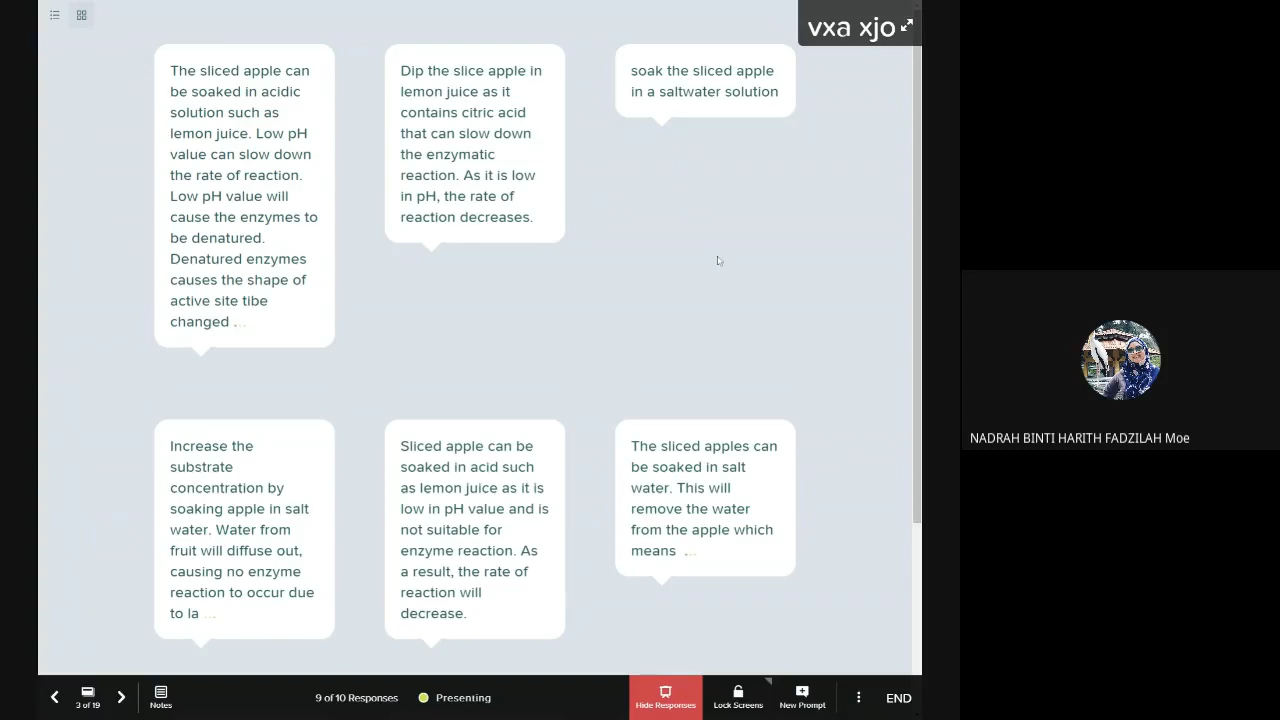 vxa xjo
The sliced apple can
be soaked in acidic
solution such as
lemon juice. Low pH
value can slow down
the rate of reaction.
Low pH value will
cause the enzymes to
be denatured.
Denatured enzymes
causes the shape of
active site tibe
changed ...
Dip the slice apple in
lemon juice as it
contains citric acid
that can slow down
the enzymatic
reaction. As it is low
in pH, the rate of
reaction decreases.
soak the sliced apple
in a saltwater solution
Increase the
substrate
concentration by
soaking apple in salt
water. Water from
fruit will diffuse out,
causing no enzyme
reaction to occur due
to la ...
Sliced apple can be
soaked in acid such
as lemon juice as it is
low in pH value and is
not suitable for
enzyme reaction. As
a result, the rate of
reaction will
decrease.
The sliced apples can
be soaked in salt
water. This will
remove the water
from the apple which
means ...
NADRAH BINTI HARITH FADZILAH Moe
3 of 19
Notes
9 of 10 Responses
Presenting
Hide Responses
Lock Screens
New Prompt
END